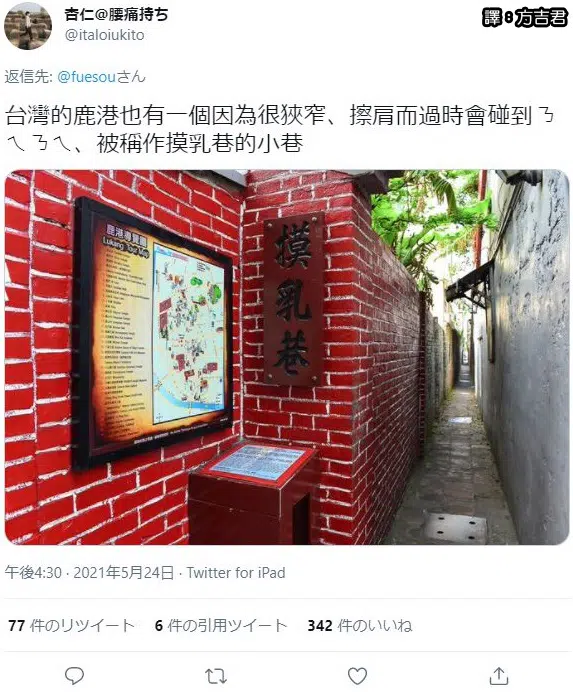 杏仁@腰痛持ち
譯:方吉君
@italoiukito
返信先: @fuesouさん
台灣的鹿港也有一個因為很狹窄、擦肩而過時會碰到ㄋ
ㄟㄋㄟ、被稱作摸乳巷的小巷
鹿港導覽圖
Lukang Tour Map
摸乳巷
午後4:30 · 2021年5月24日 · Twitter for iPad
77 件のリツイート 6 件の引用ツイート 342 件のいいね